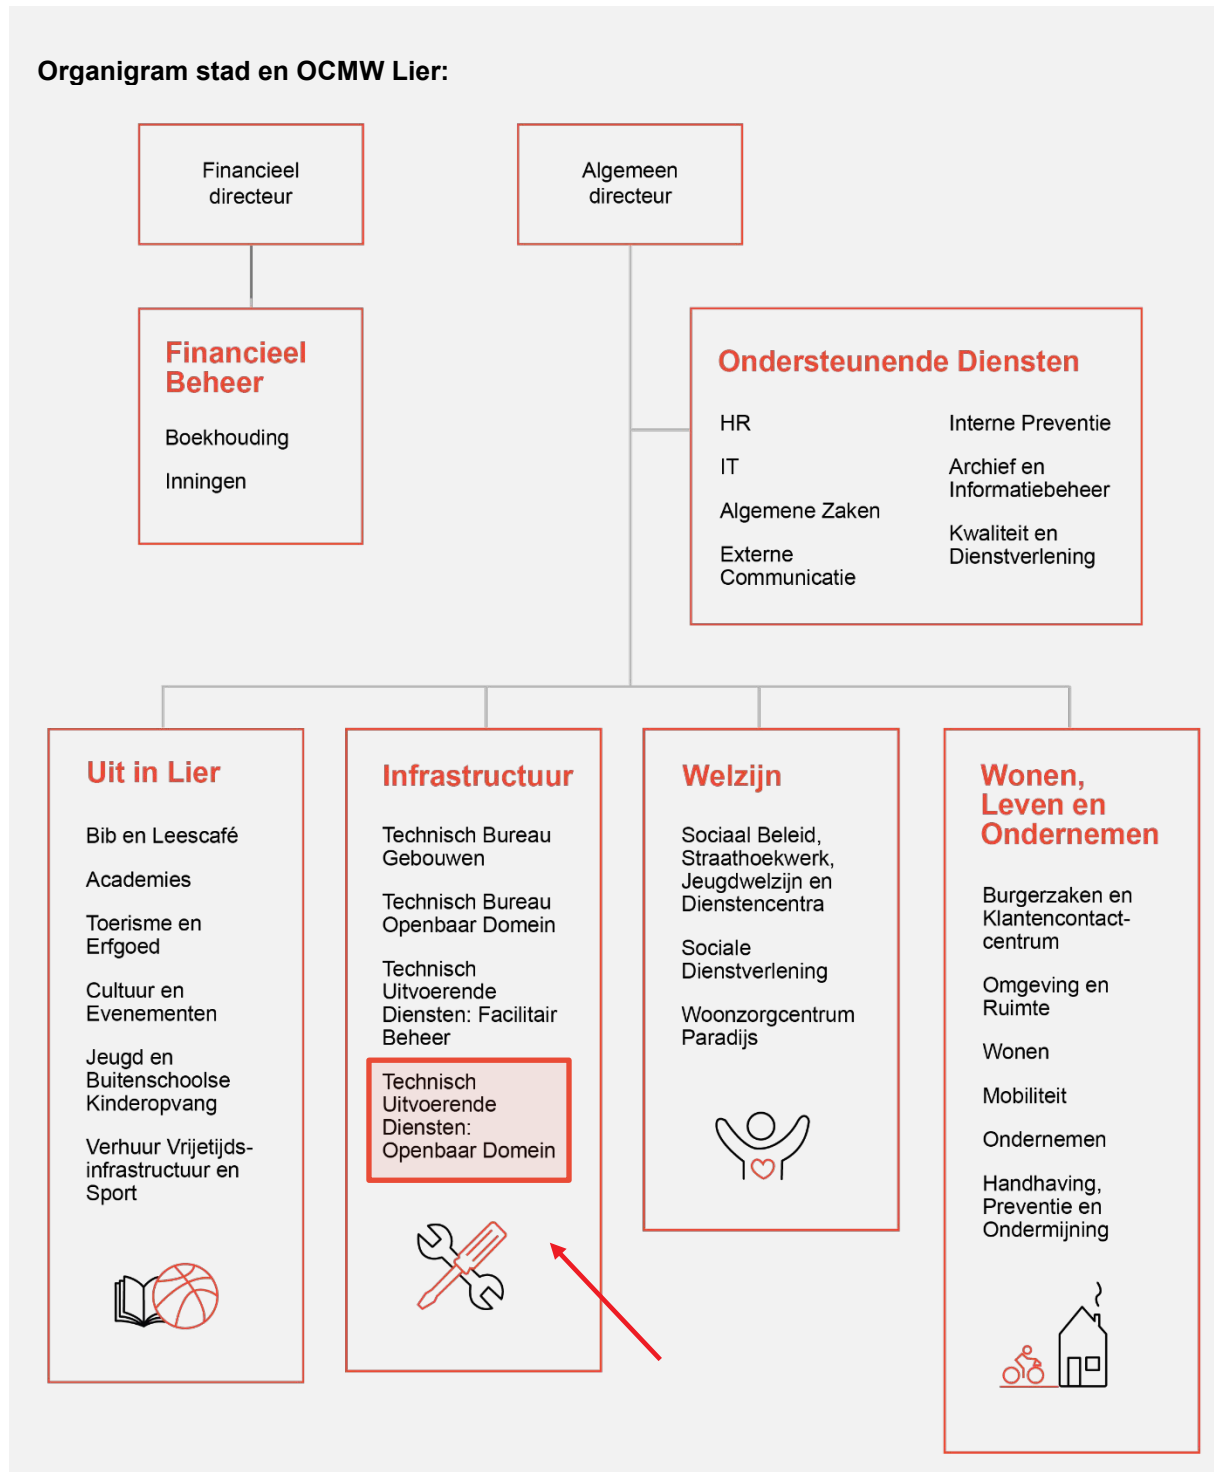 Organigram stad en OCMW Lier:
Financieel
directeur
Algemeen
directeur
Financieel
Beheer
Boekhouding
Inningen
Ondersteunende Diensten
HR
IT
Algemene Zaken
Externe
Communicatie
Interne Preventie
Archief en
Informatiebeheer
Kwaliteit en
Dienstverlening
Uit in Lier
Bib en Leescafé
Academies
Toerisme en
Erfgoed
Cultuur en
Evenementen
Jeugd en
Buitenschoolse
Kinderopvang
Verhuur Vrijetijds-
infrastructuur en
Sport
Infrastructuur
Technisch Bureau
Gebouwen
Technisch Bureau
Openbaar Domein
Technisch
Uitvoerende
Diensten: Facilitair
Beheer
Technisch
Uitvoerende
Diensten:
Openbaar Domein
Welzijn
Sociaal Beleid,
Straathoekwerk,
Jeugdwelzijn en
Dienstencentra
Sociale
Dienstverlening
Woonzorgcentrum
Paradijs
Wonen,
Leven en
Ondernemen
Burgerzaken en
Klantencontact-
centrum
Omgeving en
Ruimte
Wonen
Mobiliteit
Ondernemen
Handhaving,
Preventie en
Ondermijning